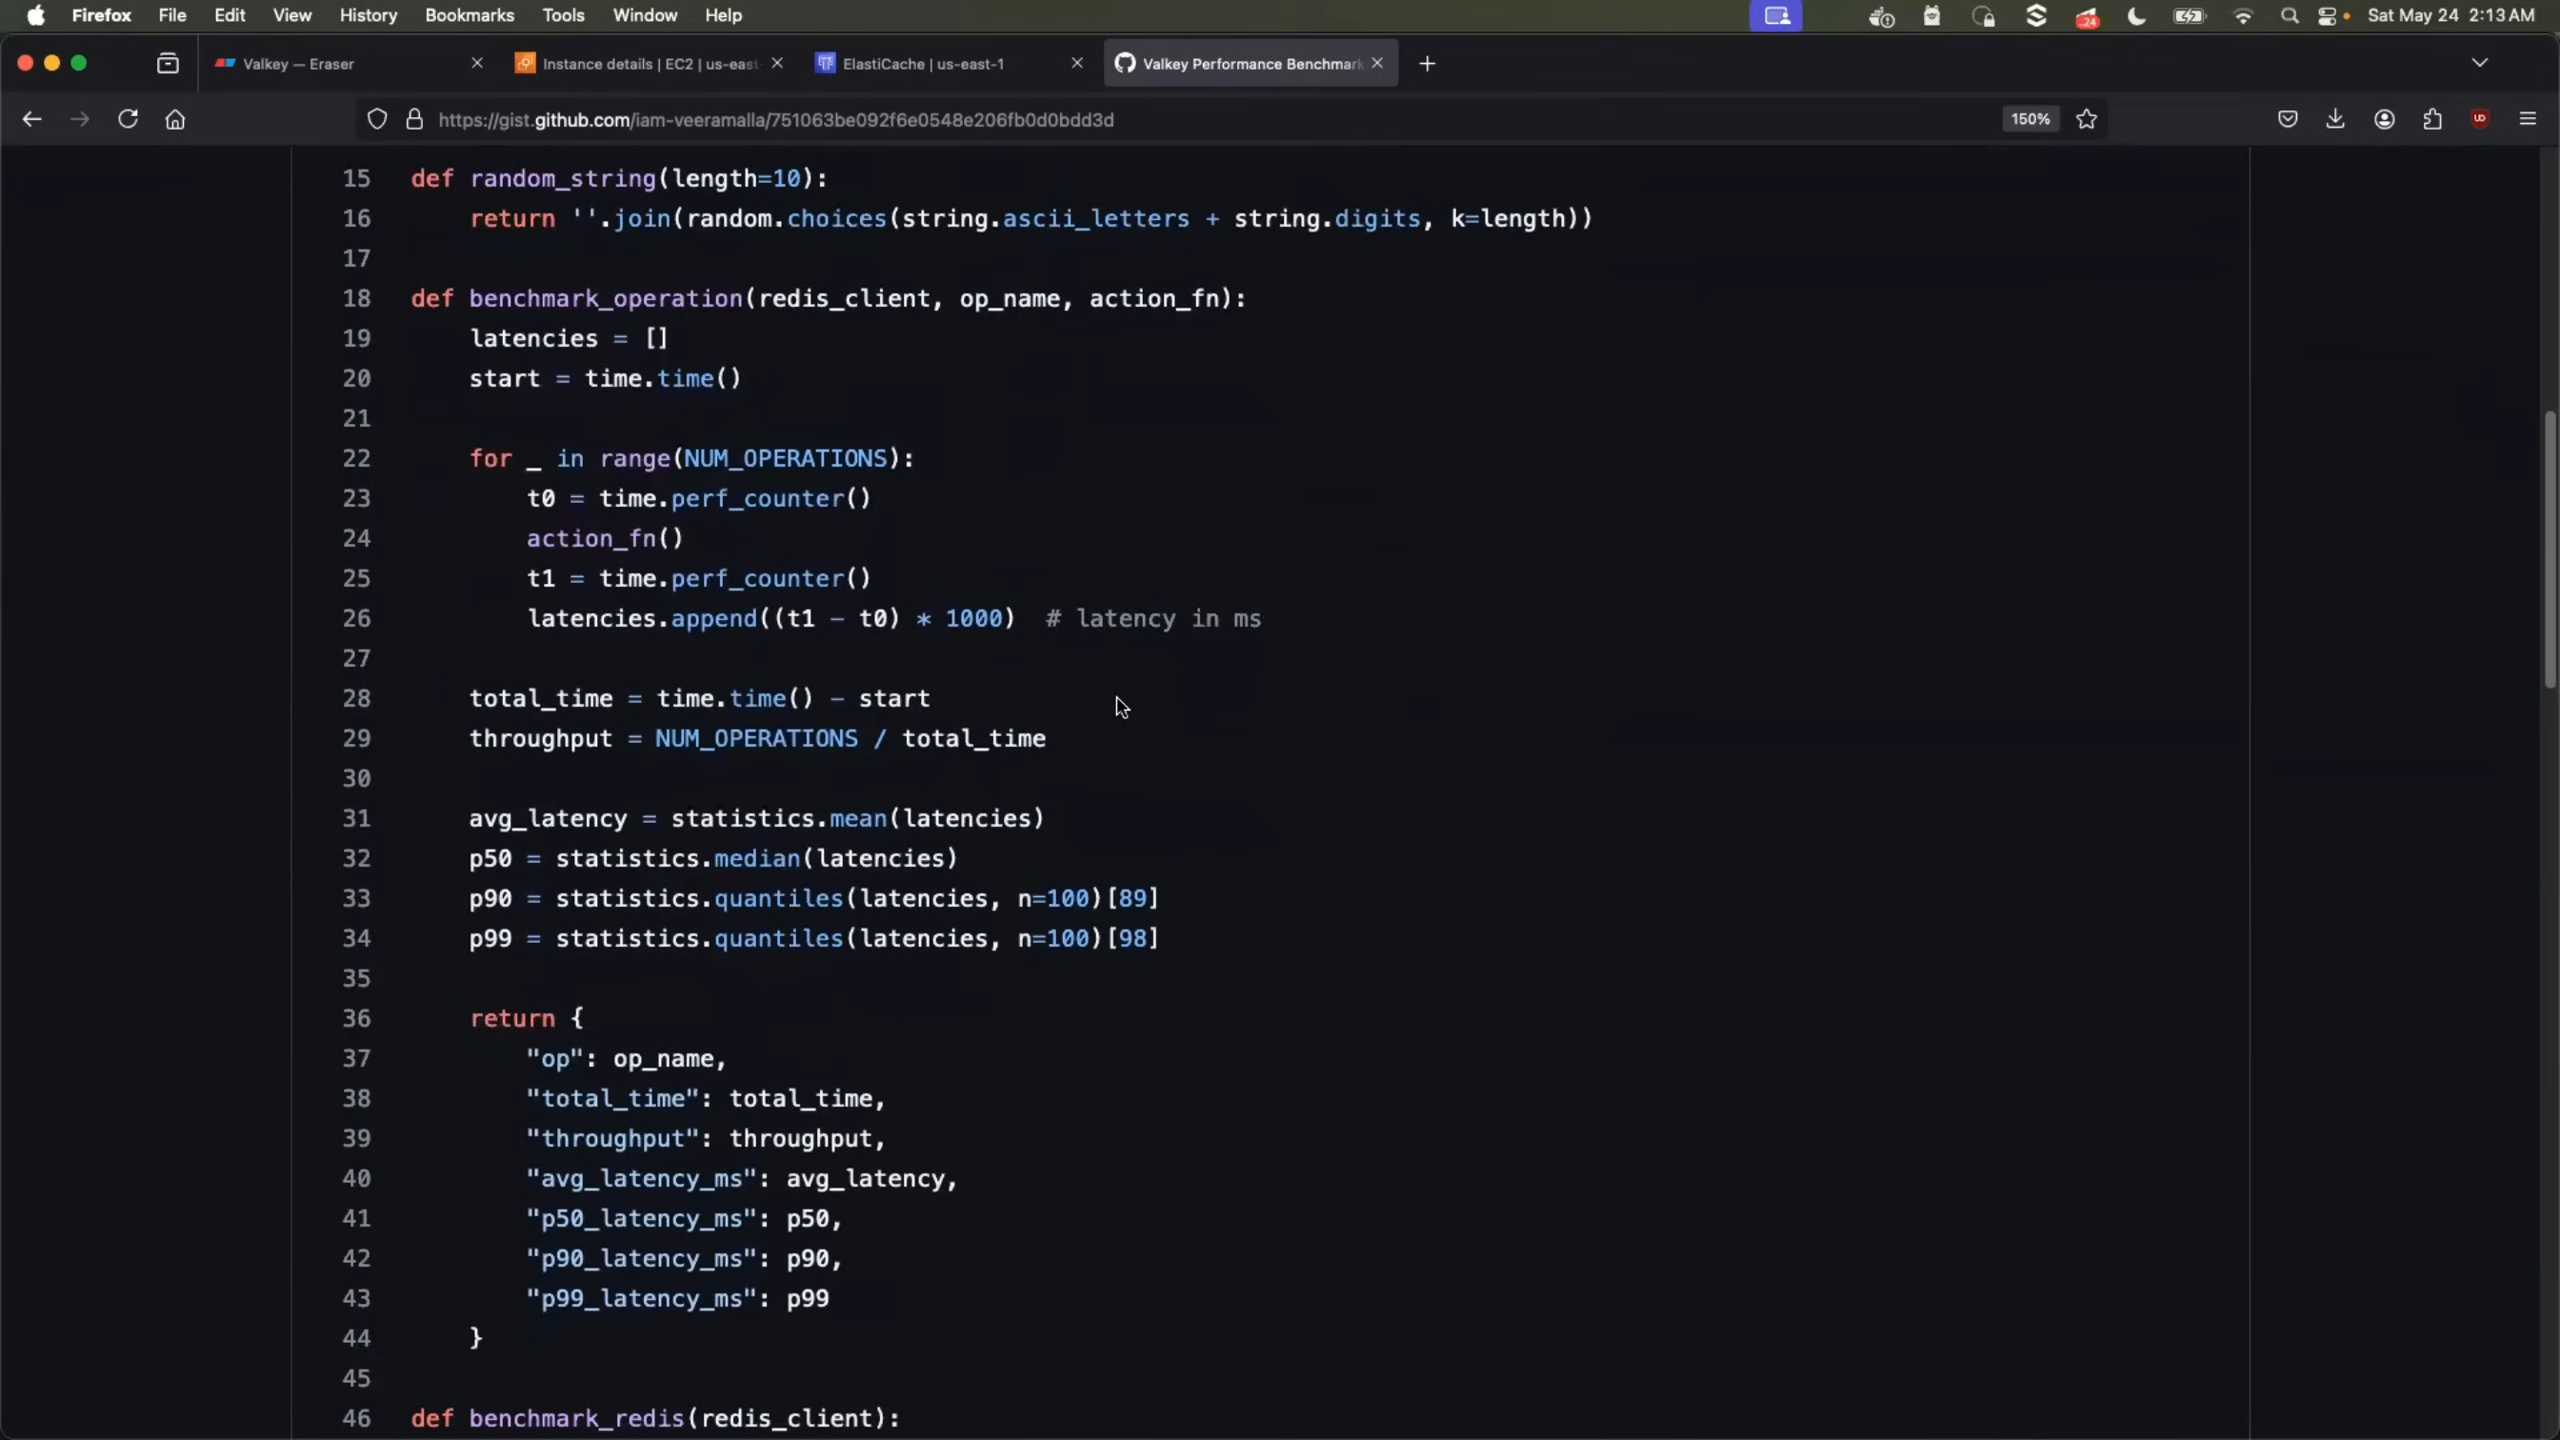 Firefox File Edit View History Bookmarks Tools Window Help 24 Sat May 24 2:13 AM
Valkey — Eraser Instance details | EC2 | us-east- ElastiCache | us-east-1 Valkey Performance Benchmark
https://gist.github.com/iam-veeramalla/751063be092f6e0548e206fb0d0bdd3d 150%
15 def random_string(length=10):
16 return ''.join(random.choices(string.ascii_letters + string.digits, k=length))
17
18 def benchmark_operation(redis_client, op_name, action_fn):
19 latencies = []
20 start = time.time()
21
22 for _ in range(NUM_OPERATIONS):
23 t0 = time.perf_counter()
24 action_fn()
25 t1 = time.perf_counter()
26 latencies.append((t1 - t0) * 1000) # latency in ms
27
28 total_time = time.time() - start
29 throughput = NUM_OPERATIONS / total_time
30
31 avg_latency = statistics.mean(latencies)
32 p50 = statistics.median(latencies)
33 p90 = statistics.quantiles(latencies, n=100)[89]
34 p99 = statistics.quantiles(latencies, n=100)[98]
35
36 return {
37 "op": op_name,
38 "total_time": total_time,
39 "throughput": throughput,
40 "avg_latency_ms": avg_latency,
41 "p50_latency_ms": p50,
42 "p90_latency_ms": p90,
43 "p99_latency_ms": p99
44 }
45
46 def benchmark_redis(redis_client):